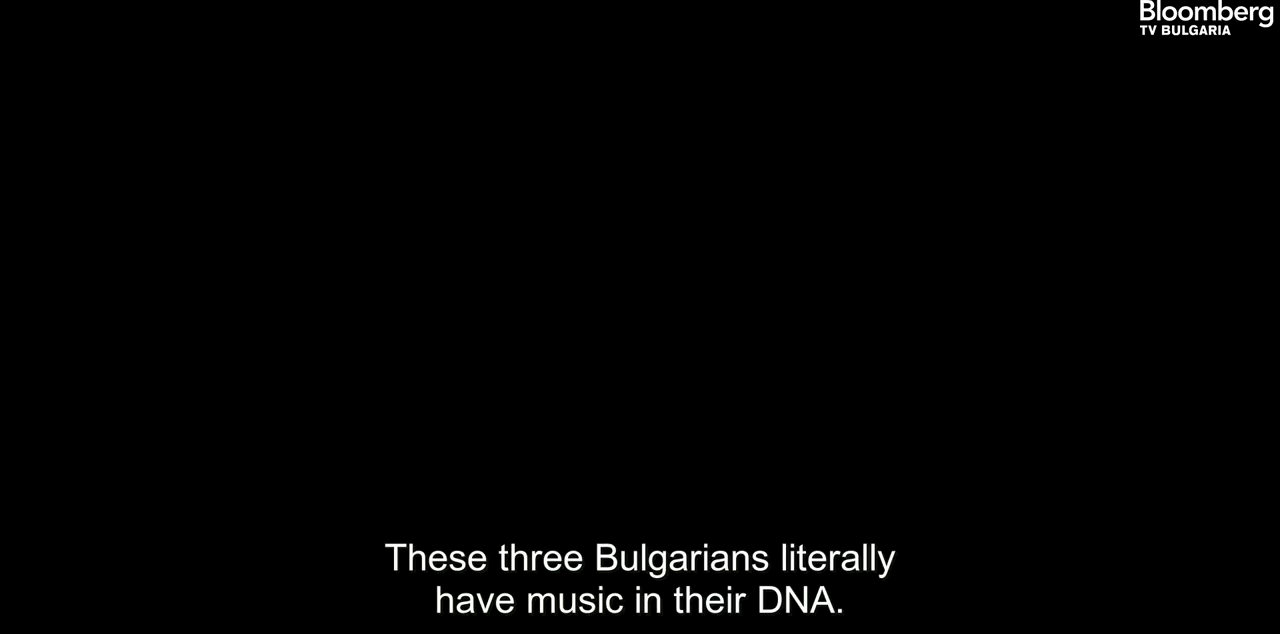 Bloomberg
TV BULGARIA
These three Bulgarians literally
have music in their DNA.